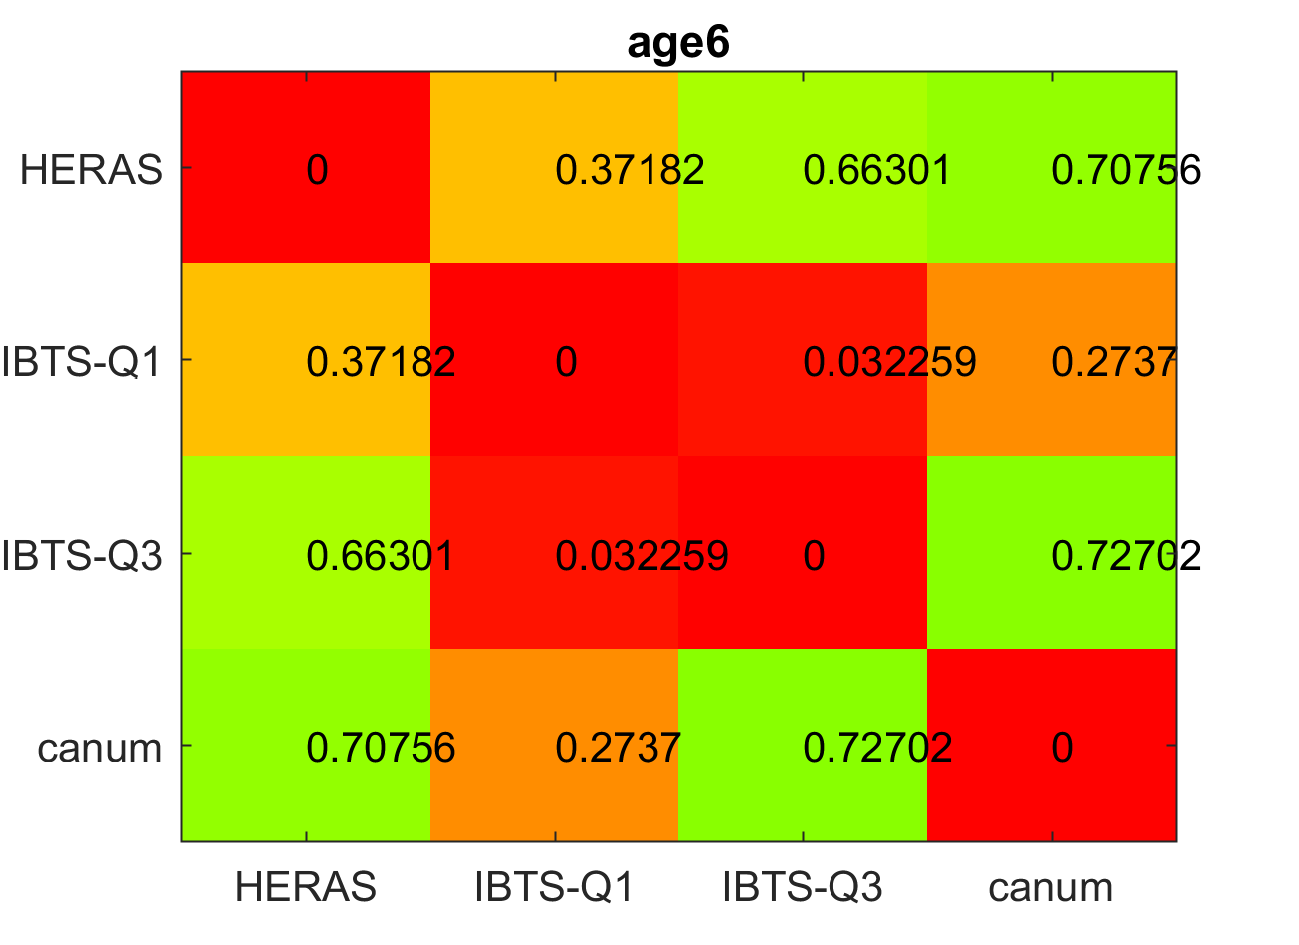 age6
HERAS 0 0.37182 0.66301 0.70756
IBTS-Q1 0.37182 0 0.032259 0.2737
IBTS-Q3 0.66301 0.032259 0 0.72702
canum 0.70756 0.2737 0.72702 0
HERAS IBTS-Q1 IBTS-Q3 canum